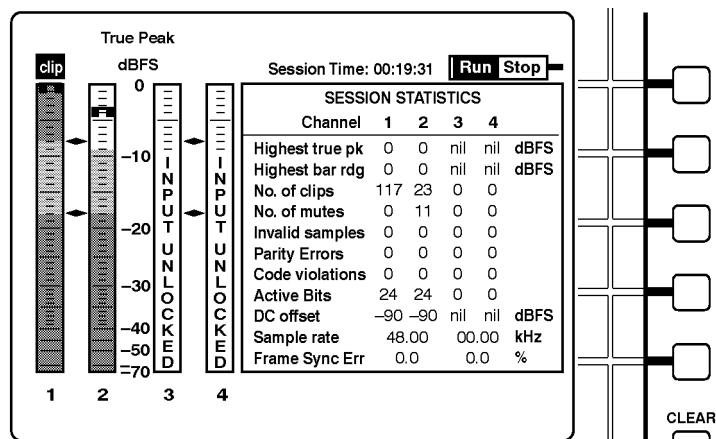 True Peak
clip
dBFS
Session Time: 00:19:31
Run Stop
0
–10
–20
–30
–40
–50
–70
INPUT UNLOCKED
INPUT UNLOCKED
1 2 3 4
SESSION STATISTICS
Channel 1 2 3 4
Highest true pk 0 0 nil nil dBFS
Highest bar rdg 0 0 nil nil dBFS
No. of clips 117 23 0 0
No. of mutes 0 11 0 0
Invalid samples 0 0 0 0
Parity Errors 0 0 0 0
Code violations 0 0 0 0
Active Bits 24 24 0 0
DC offset –90 –90 nil nil dBFS
Sample rate 48.00 00.00 kHz
Frame Sync Err 0.0 0.0 %
CLEAR